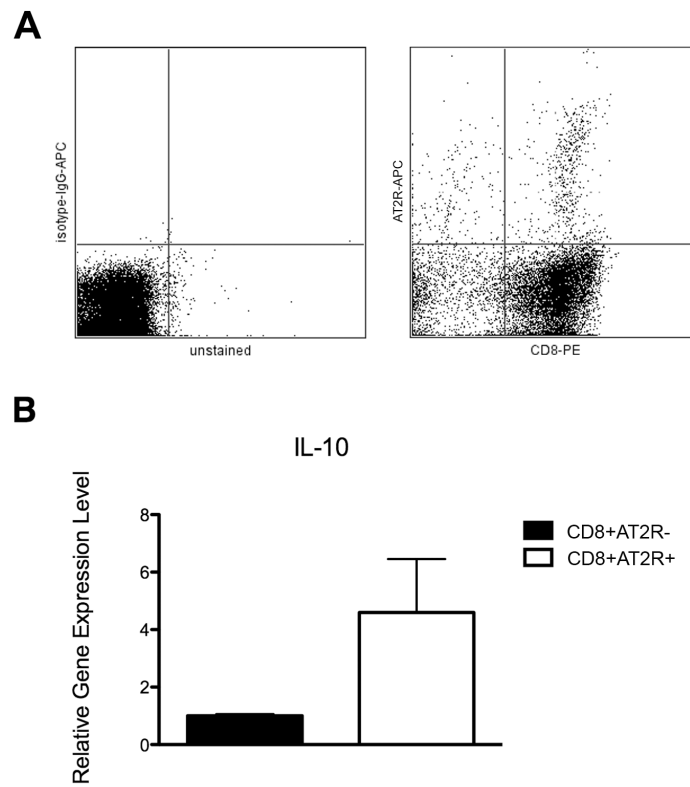 A
isotype-IgG-APC
unstained
AT2R-APC
CD8-PE
B
IL-10
Relative Gene Expression Level
8
6
4
2
0
CD8+AT2R-
CD8+AT2R+